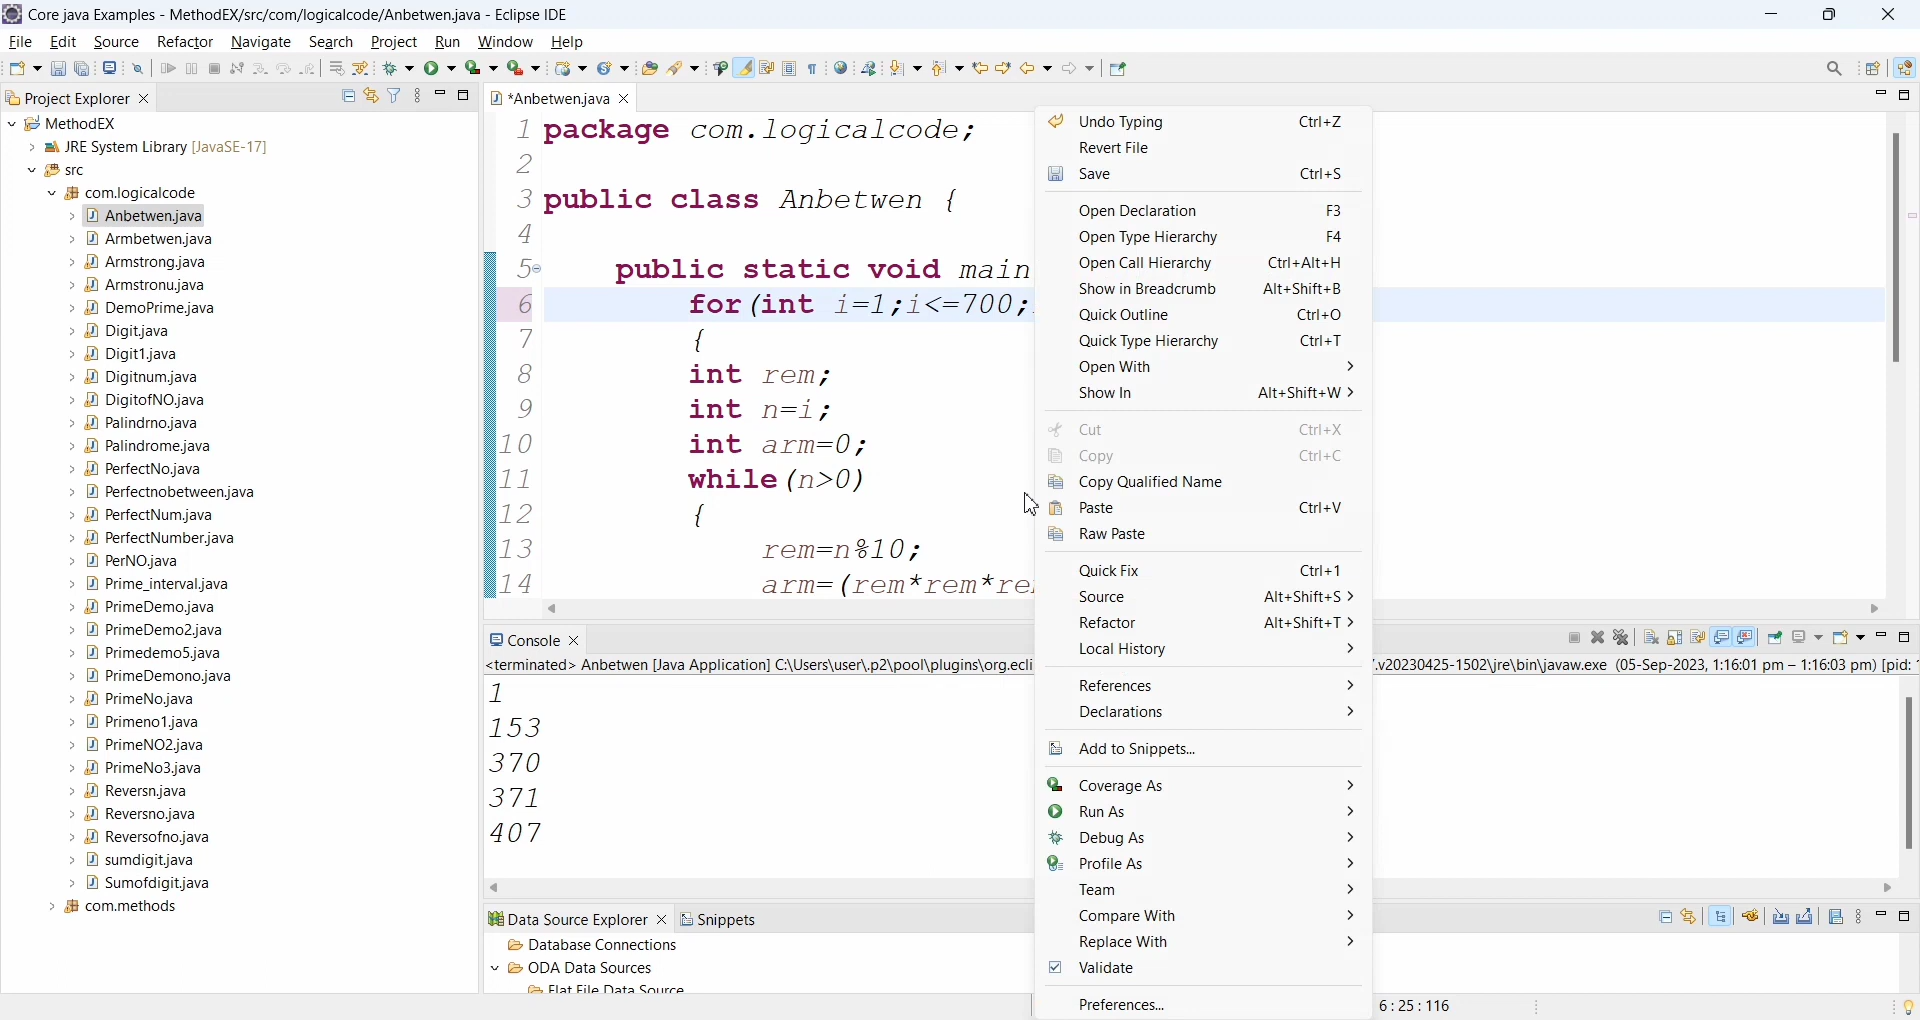 Core java Examples - MethodEX/src/com/logicalcode/Anbetwen.java - Eclipse IDE
File Edit Source Refactor Navigate Search Project Run Window Help
Project Explorer
MethodEX
JRE System Library [JavaSE-17]
src
com.logicalcode
Anbetwen.java
Armbetwen.java
Armstrong.java
Armstronu.java
DemoPrime.java
Digit.java
Digit1.java
Digitnum.java
DigitofNO.java
Palindrno.java
Palindrome.java
PerfectNo.java
Perfectnobetween.java
PerfectNum.java
PerfectNumber.java
PerNO.java
Prime_interval.java
PrimeDemo.java
PrimeDemo2.java
Primedemo5.java
PrimeDemono.java
PrimeNo.java
Primeno1.java
PrimeNO2.java
PrimeNo3.java
Reversn.java
Reversno.java
Reversofno.java
sumdigit.java
Sumofdigit.java
com.methods
*Anbetwen.java
1 package com.logicalcode;
2
3 public class Anbetwen {
4
5 public static void main
6 for(int i=1;i<=700;
7 {
8 int rem;
9 int n=i;
10 int arm=0;
11 while(n>0)
12 {
13 rem=n%10;
14 arm=(rem*rem*re
Undo Typing Ctrl+Z
Revert File
Save Ctrl+S
Open Declaration F3
Open Type Hierarchy F4
Open Call Hierarchy Ctrl+Alt+H
Show in Breadcrumb Alt+Shift+B
Quick Outline Ctrl+O
Quick Type Hierarchy Ctrl+T
Open With
Show In Alt+Shift+W
Cut Ctrl+X
Copy Ctrl+C
Copy Qualified Name
Paste Ctrl+V
Raw Paste
Quick Fix Ctrl+1
Source Alt+Shift+S
Refactor Alt+Shift+T
Local History
References
Declarations
Add to Snippets...
Coverage As
Run As
Debug As
Profile As
Team
Compare With
Replace With
Validate
Preferences...
Console
<terminated> Anbetwen [Java Application] C:\Users\user\.p2\pool\plugins\org.ecli .v20230425-1502\jre\bin\javaw.exe (05-Sep-2023, 1:16:01 pm – 1:16:03 pm) [pid:
1
153
370
371
407
Data Source Explorer Snippets
Database Connections
ODA Data Sources
Flat File Data Source
6 : 25 : 116